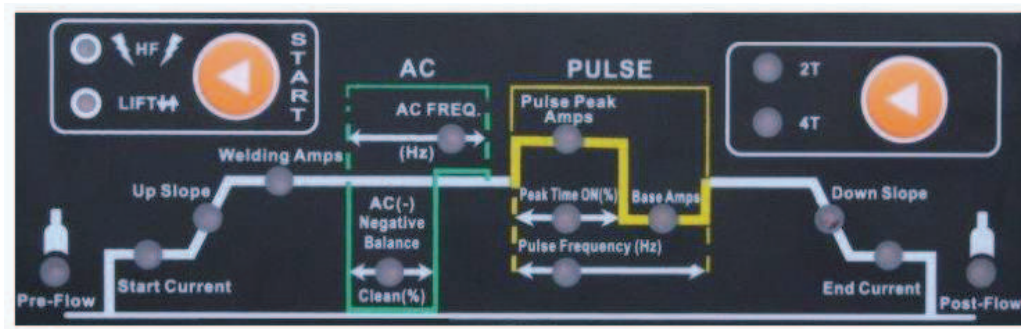 HF
LIFT
START
AC
AC FREQ.
(Hz)
AC(-)
Negative
Balance
Clean(%)
PULSE
Pulse Peak
Amps
Peak Time ON(%)
Base Amps
Pulse Frequency (Hz)
2T
4T
Welding Amps
Up Slope
Start Current
Pre-Flow
Down Slope
End Current
Post-Flow